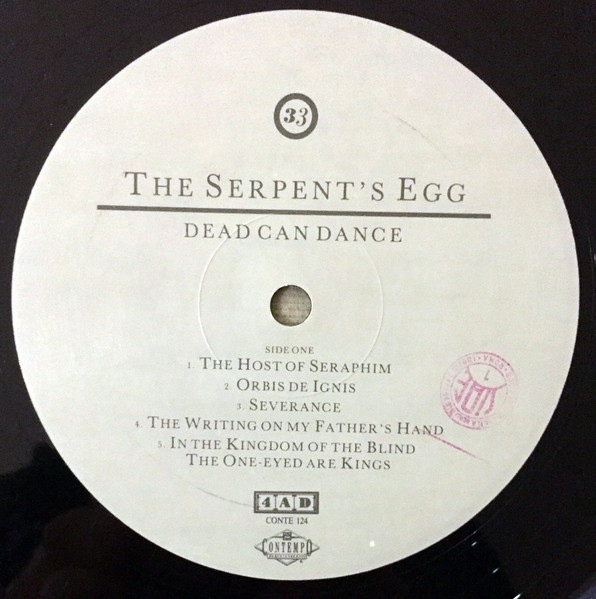 33
THE SERPENT'S EGG
DEAD CAN DANCE
SIDE ONE
1. THE HOST OF SERAPHIM
2. ORBIS DE IGNIS
3. SEVERANCE
4. THE WRITING ON MY FATHER'S HAND
5. IN THE KINGDOM OF THE BLIND
THE ONE-EYED ARE KINGS
SIAE
1
4AD
CONTE 124
CONTEMPO